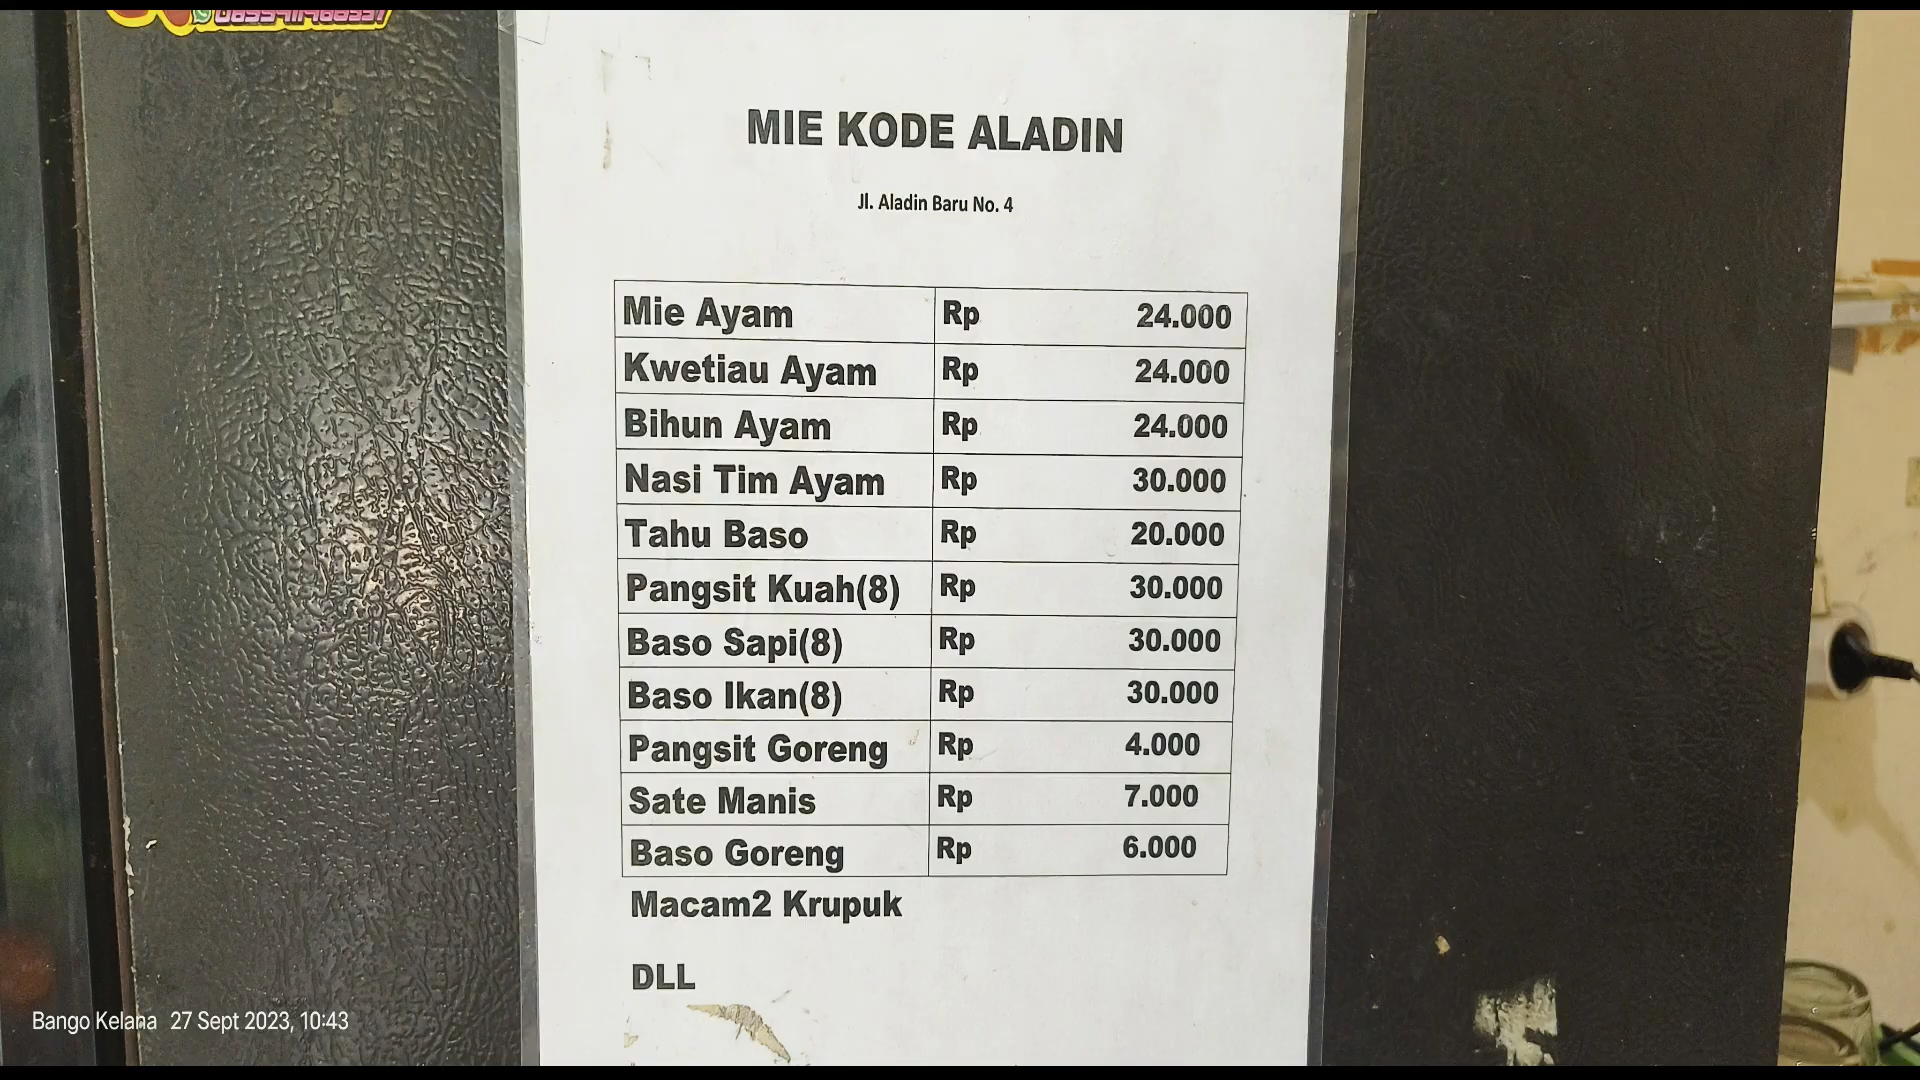 MIE KODE ALADIN
Jl. Aladin Baru No. 4
Mie Ayam Rp 24.000
Kwetiau Ayam Rp 24.000
Bihun Ayam Rp 24.000
Nasi Tim Ayam Rp 30.000
Tahu Baso Rp 20.000
Pangsit Kuah(8) Rp 30.000
Baso Sapi(8) Rp 30.000
Baso Ikan(8) Rp 30.000
Pangsit Goreng Rp 4.000
Sate Manis Rp 7.000
Baso Goreng Rp 6.000
Macam2 Krupuk
DLL
Bango Kelana 27 Sept 2023, 10:43